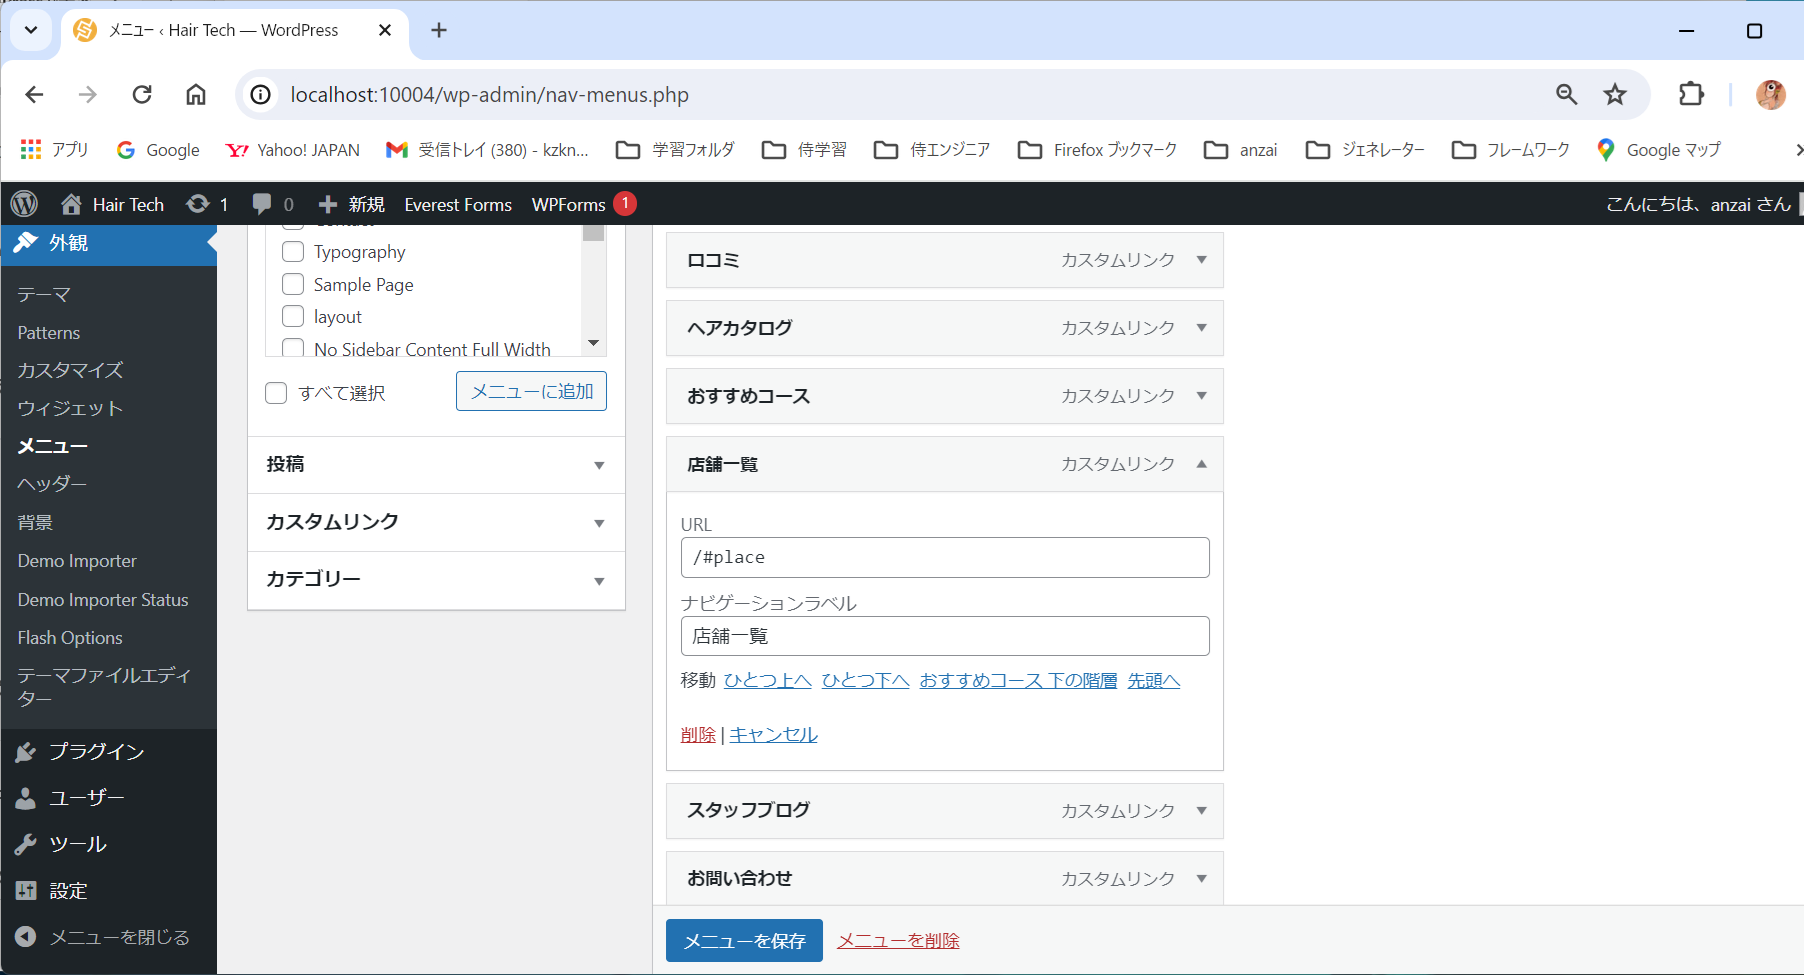 メニュー ‹ Hair Tech — WordPress
localhost:10004/wp-admin/nav-menus.php
アプリ Google Yahoo! JAPAN 受信トレイ (380) - kzkn... 学習フォルダ 侍学習 侍エンジニア Firefox ブックマーク anzai ジェネレーター フレームワーク Google マップ
Hair Tech 1 0 新規 Everest Forms WPForms 1 こんにちは、anzai さん
外観
テーマ
Patterns
カスタマイズ
ウィジェット
メニュー
ヘッダー
背景
Demo Importer
Demo Importer Status
Flash Options
テーマファイルエディ
ター
プラグイン
ユーザー
ツール
設定
メニューを閉じる
Contact
Typography
Sample Page
layout
No Sidebar Content Full Width
すべて選択 メニューに追加
投稿
カスタムリンク
カテゴリー
口コミ カスタムリンク
ヘアカタログ カスタムリンク
おすすめコース カスタムリンク
店舗一覧 カスタムリンク
URL
/#place
ナビゲーションラベル
店舗一覧
移動 ひとつ上へ ひとつ下へ おすすめコース 下の階層 先頭へ
削除 | キャンセル
スタッフブログ カスタムリンク
お問い合わせ カスタムリンク
メニューを保存 メニューを削除